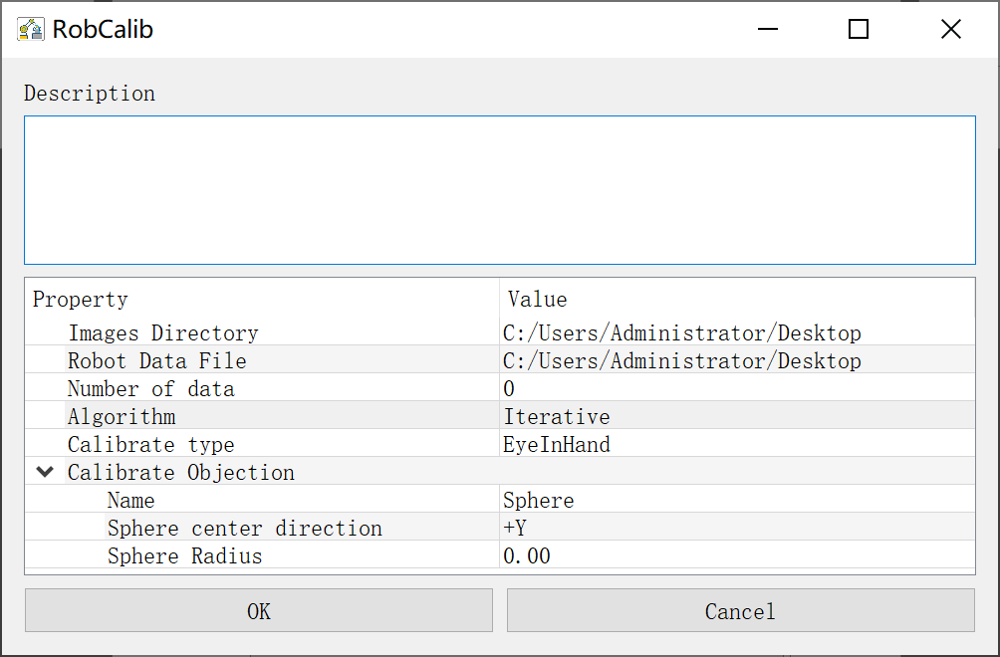 RobCalib
Description
Property Value
Images Directory C:/Users/Administrator/Desktop
Robot Data File C:/Users/Administrator/Desktop
Number of data 0
Algorithm Iterative
Calibrate type EyeInHand
Calibrate Objection
Name Sphere
Sphere center direction +Y
Sphere Radius 0.00
OK Cancel